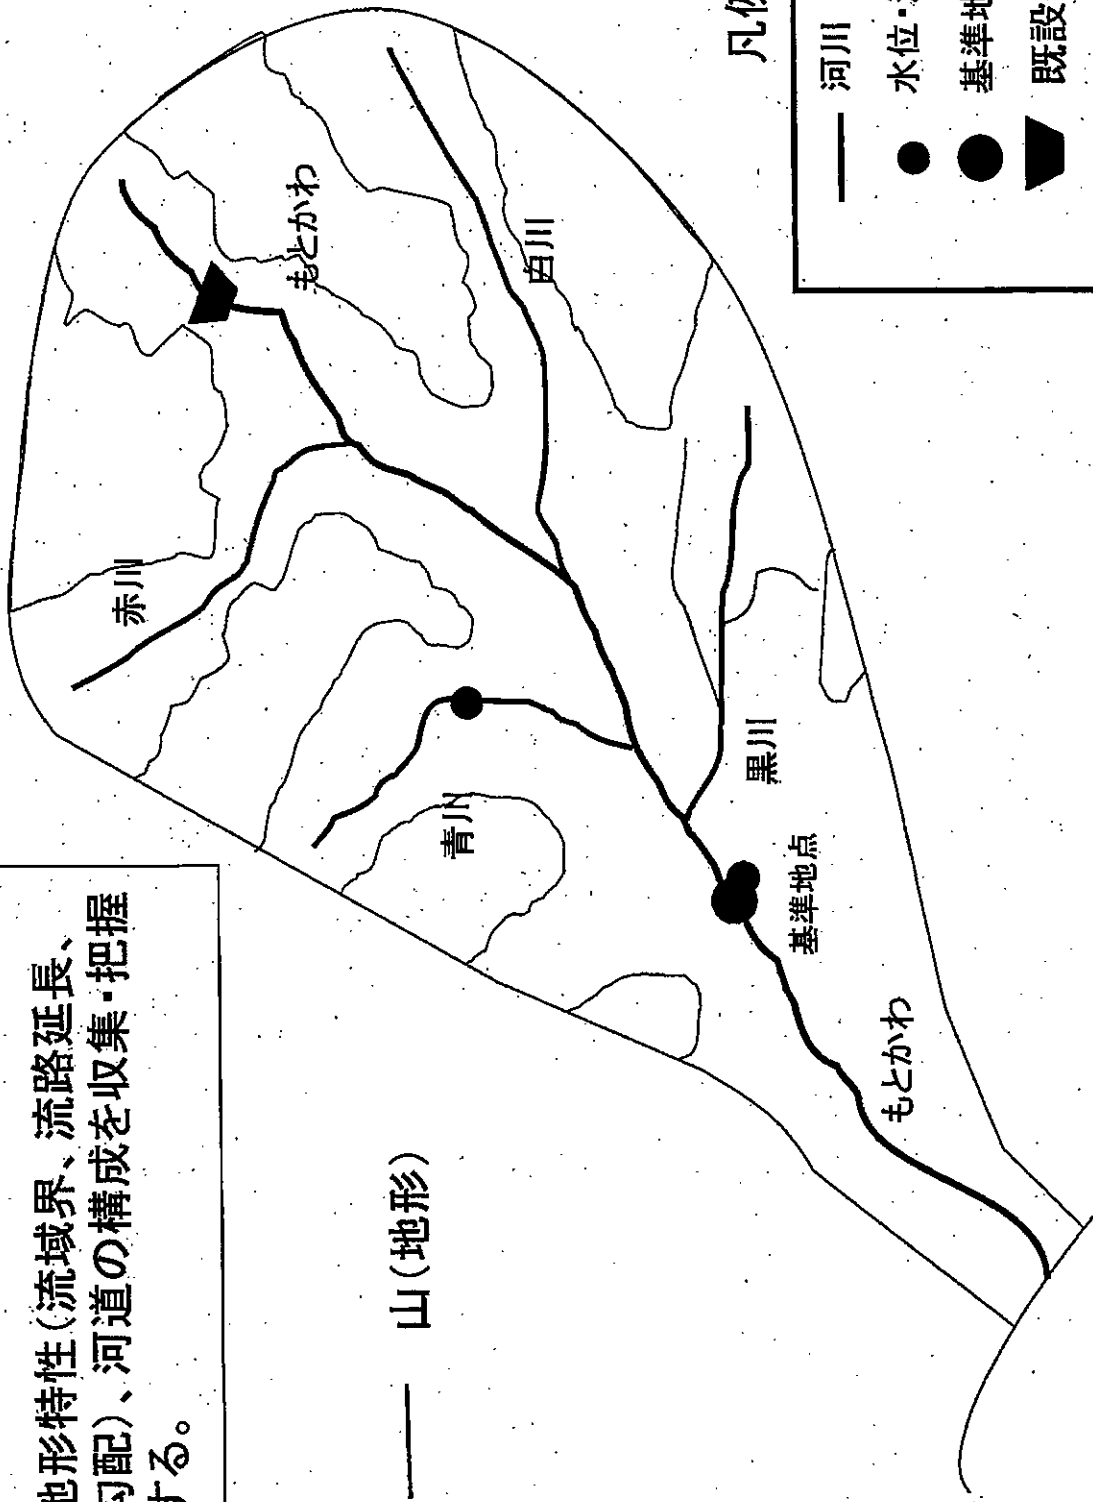 地形特性(流域界、流路延長、
勾配)、河道の構成を収集・把握
する。
山(地形)
赤川
もとかわ
白川
青川
黒川
基準地点
もとかわ
凡
河川
水位・
基準地
既設